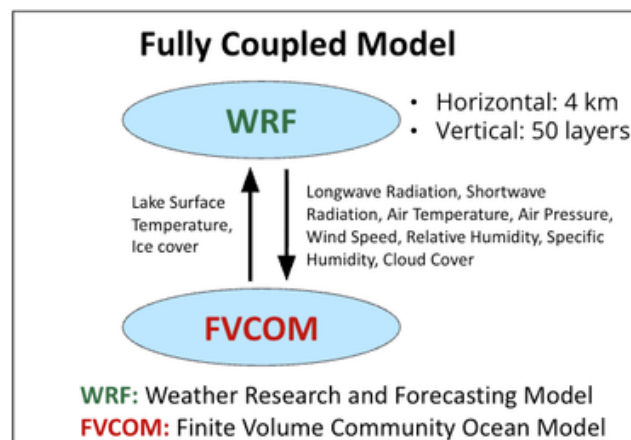 Fully Coupled Model
WRF
• Horizontal: 4 km
• Vertical: 50 layers
Lake Surface
Temperature,
Ice cover
Longwave Radiation, Shortwave
Radiation, Air Temperature, Air Pressure,
Wind Speed, Relative Humidity, Specific
Humidity, Cloud Cover
FVCOM
WRF: Weather Research and Forecasting Model
FVCOM: Finite Volume Community Ocean Model